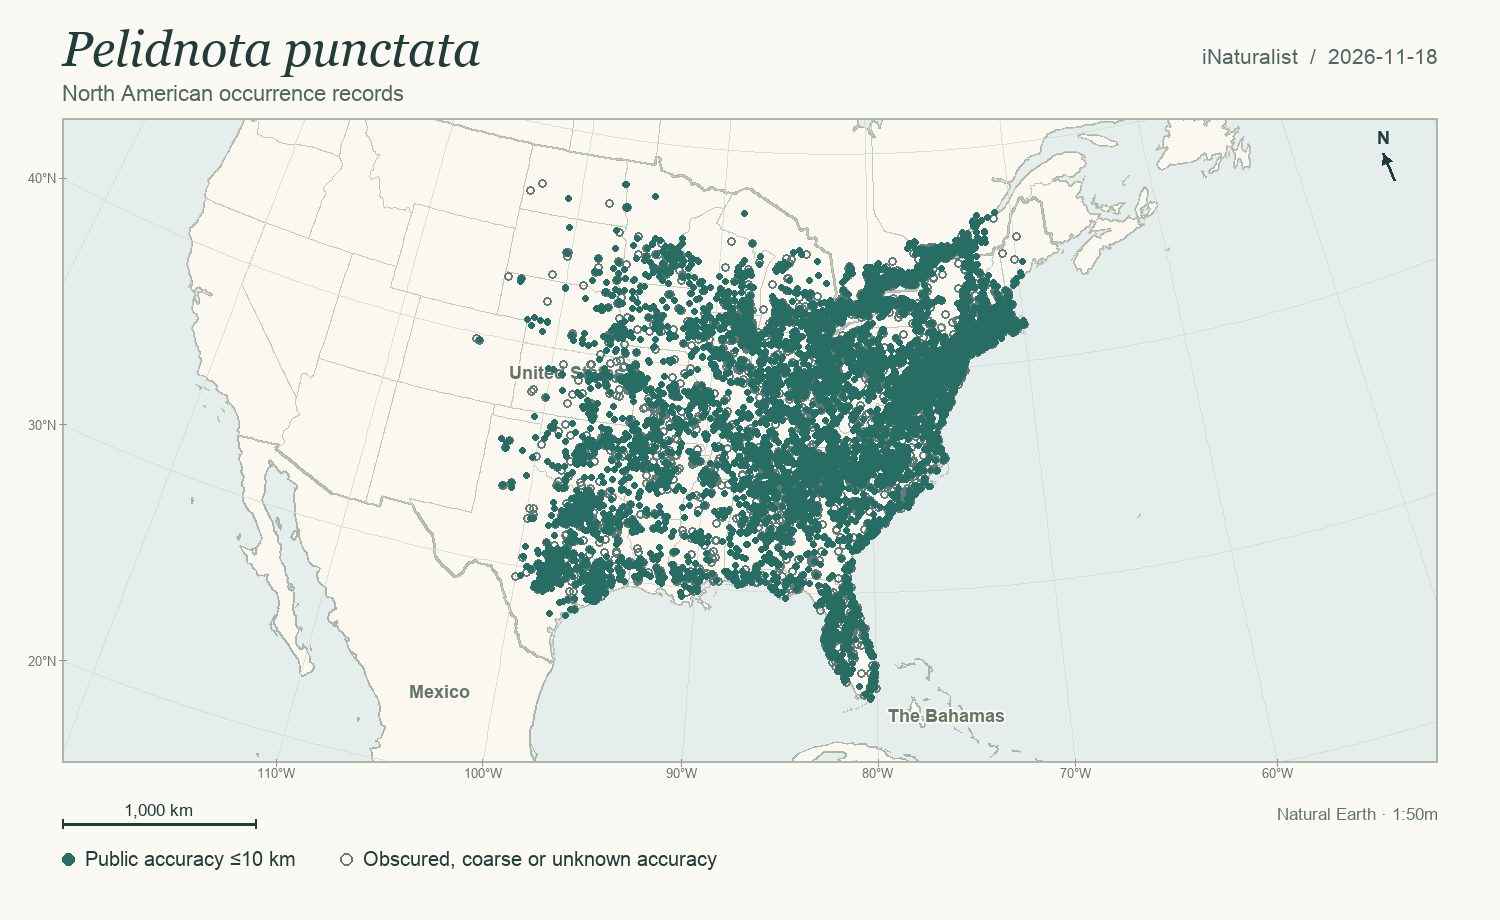 Pelidnota punctata
iNaturalist / 2026-11-18
North American occurrence records
N
40°N
30°N
20°N
United States
Mexico
The Bahamas
110°W 100°W 90°W 80°W 70°W 60°W
1,000 km
Natural Earth · 1:50m
Public accuracy ≤10 km
Obscured, coarse or unknown accuracy